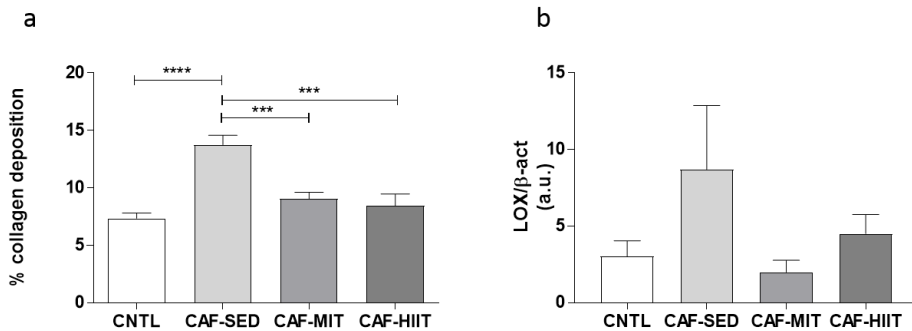 a
% collagen deposition
20
15
10
5
0
****
***
***
CNTL
CAF-SED
CAF-MIT
CAF-HIIT
b
LOX/β-act
(a.u.)
15
10
5
0
CNTL
CAF-SED
CAF-MIT
CAF-HIIT